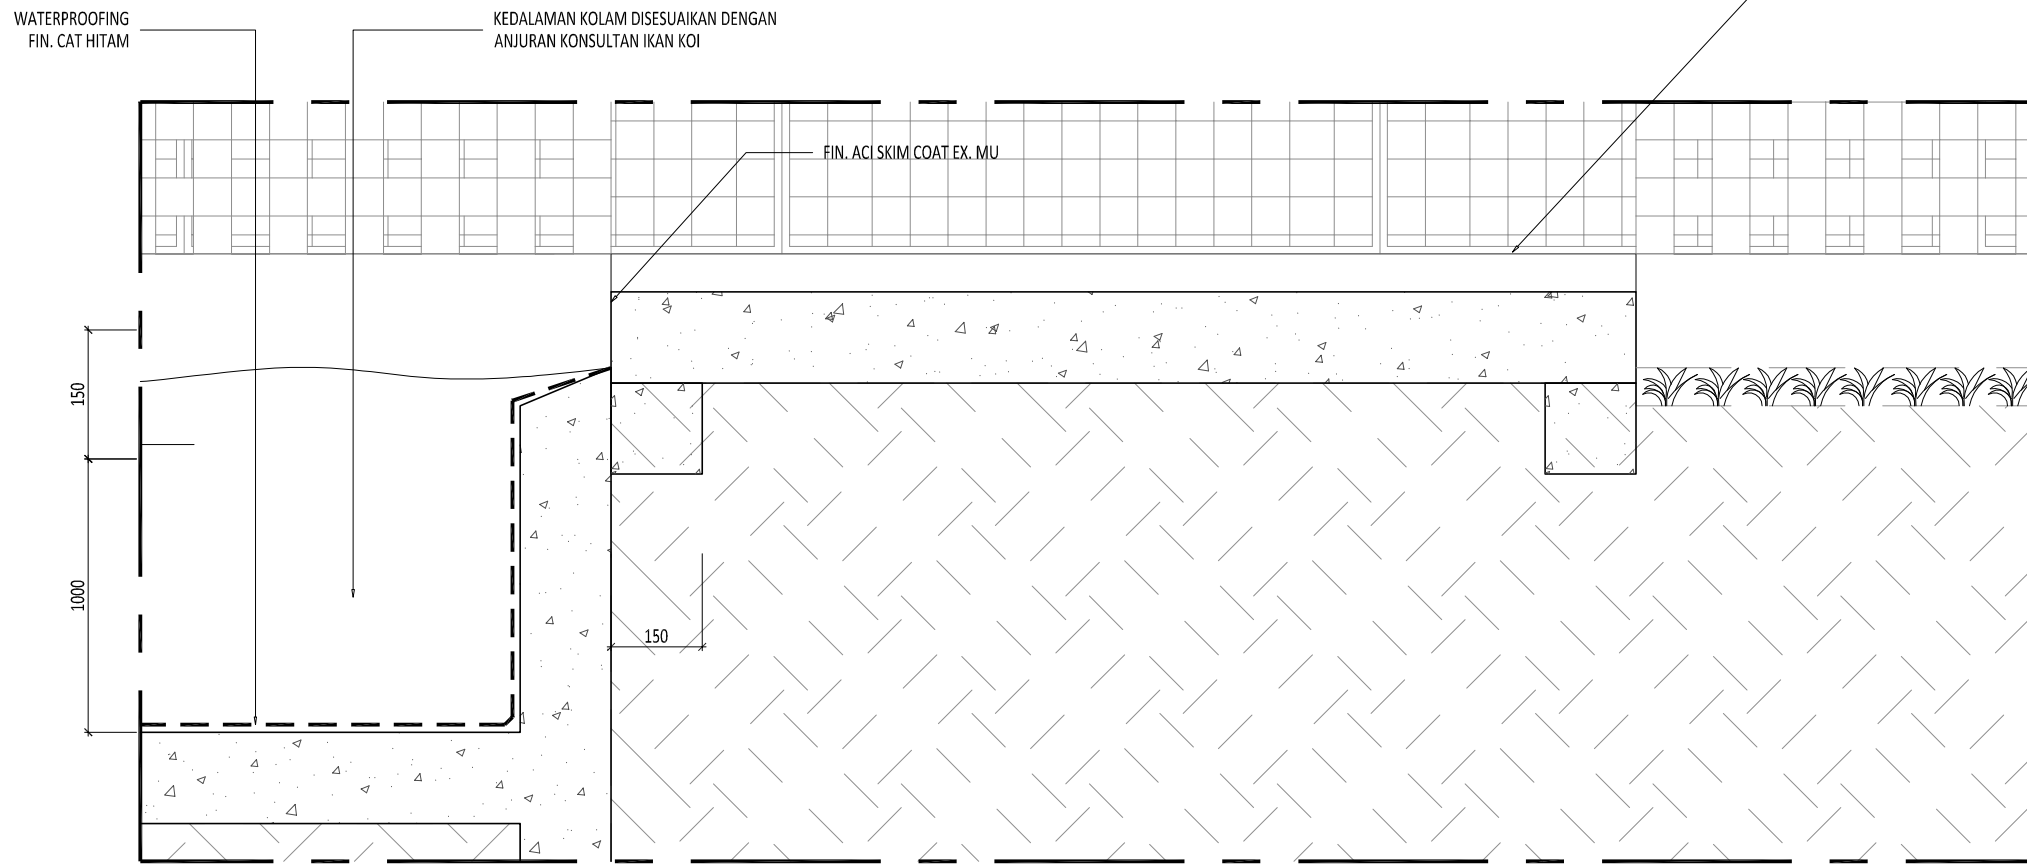 WATERPROOFING
FIN. CAT HITAM
KEDALAMAN KOLAM DISESUAIKAN DENGAN
ANJURAN KONSULTAN IKAN KOI
FIN. ACI SKIM COAT EX. MU
150
1000
150